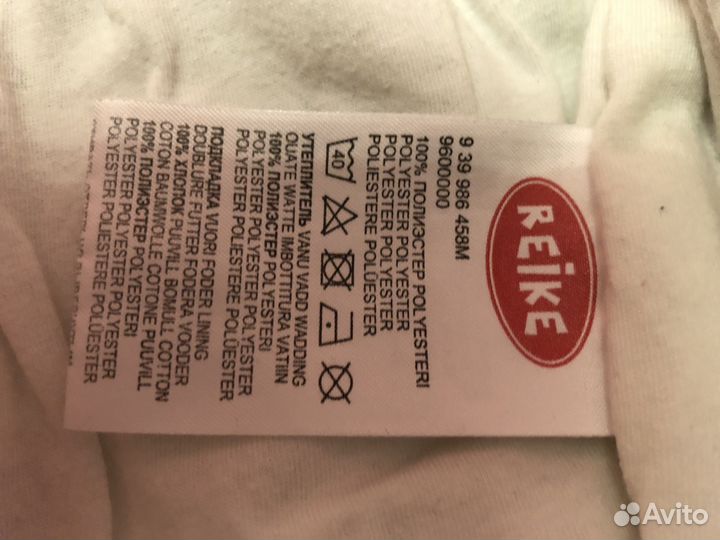 REIKE
9 39 986 458M
9600000
100% ПОЛИЭСТЕР POLYESTERI
POLYESTER POLYESTER
POLYESTER POLYESTER
POLIESTERE POLÜESTER
40
УТЕПЛИТЕЛЬ VANU VADD WADDING
OUATE WATTE IMBOTTITURA VATIIN
100% ПОЛИЭСТЕР POLYESTERI
POLYESTER POLYESTER
POLYESTER POLYESTER
POLIESTERE POLÜESTER
ПОДКЛАДКА VUORI FODER LINING
DOUBLURE FUTTER FODERA VOODER
100% ХЛОПОК PUUVILL BOMULL COTTON
COTON BAUMWOLLE COTONE PUUVILL
100% ПОЛИЭСТЕР POLYESTERI
POLYESTER POLYESTER
POLYESTER POLYESTER
POLIESTERE POLÜESTER
Avito